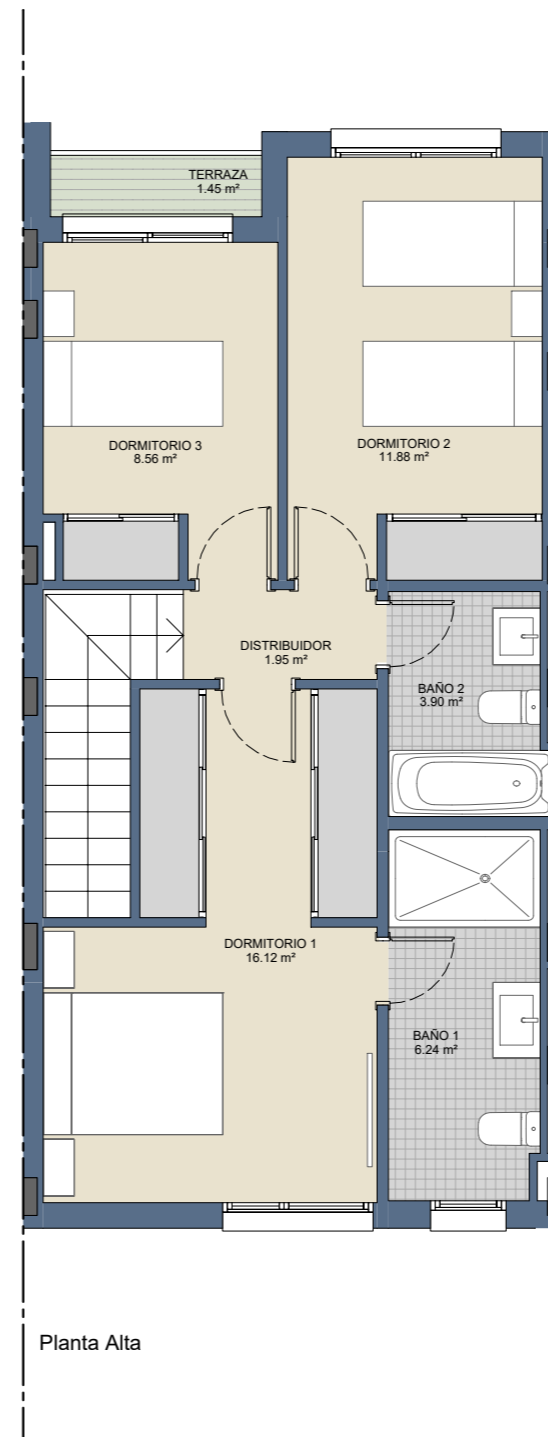 TERRAZA
1.45 m²
DORMITORIO 3
8.56 m²
DORMITORIO 2
11.88 m²
DISTRIBUIDOR
1.95 m²
BAÑO 2
3.90 m²
DORMITORIO 1
16.12 m²
BAÑO 1
6.24 m²
Planta Alta